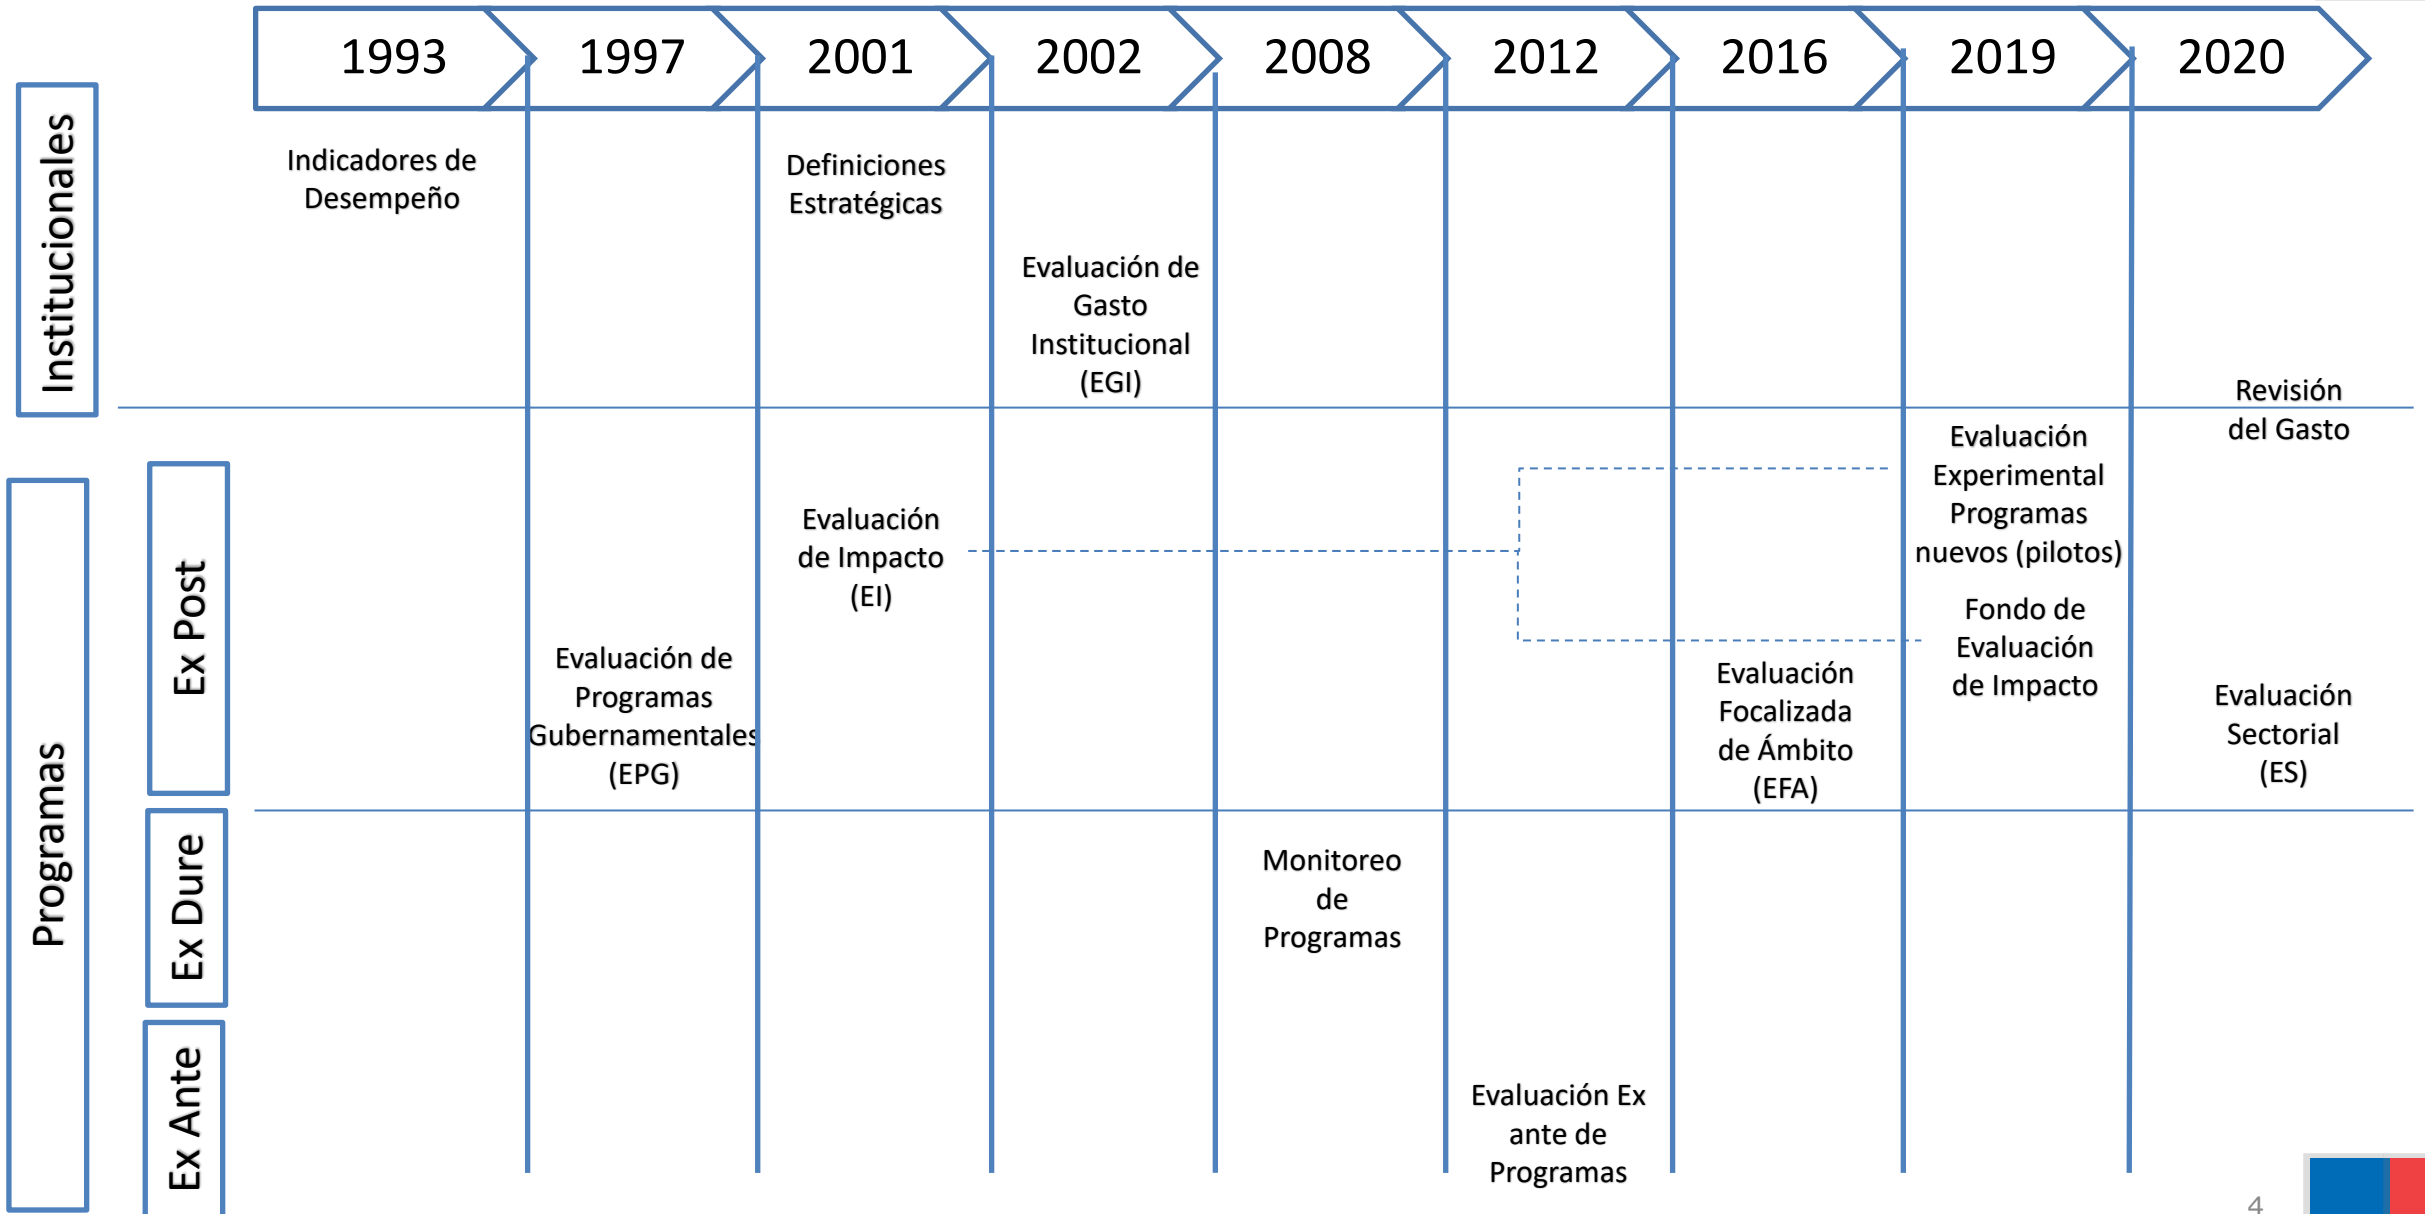 1993
1997
2001
2002
2008
2012
2016
2019
2020
Institucionales
Indicadores de
Desempeño
Definiciones
Estratégicas
Evaluación de
Gasto
Institucional
(EGI)
Revisión
del Gasto
Programas
Ex Post
Evaluación de
Programas
Gubernamentales
(EPG)
Evaluación
de Impacto
(EI)
Evaluación
Focalizada
de Ámbito
(EFA)
Evaluación
Experimental
Programas
nuevos (pilotos)
Fondo de
Evaluación
de Impacto
Evaluación
Sectorial
(ES)
Ex Dure
Monitoreo
de
Programas
Ex Ante
Evaluación Ex
ante de
Programas
4